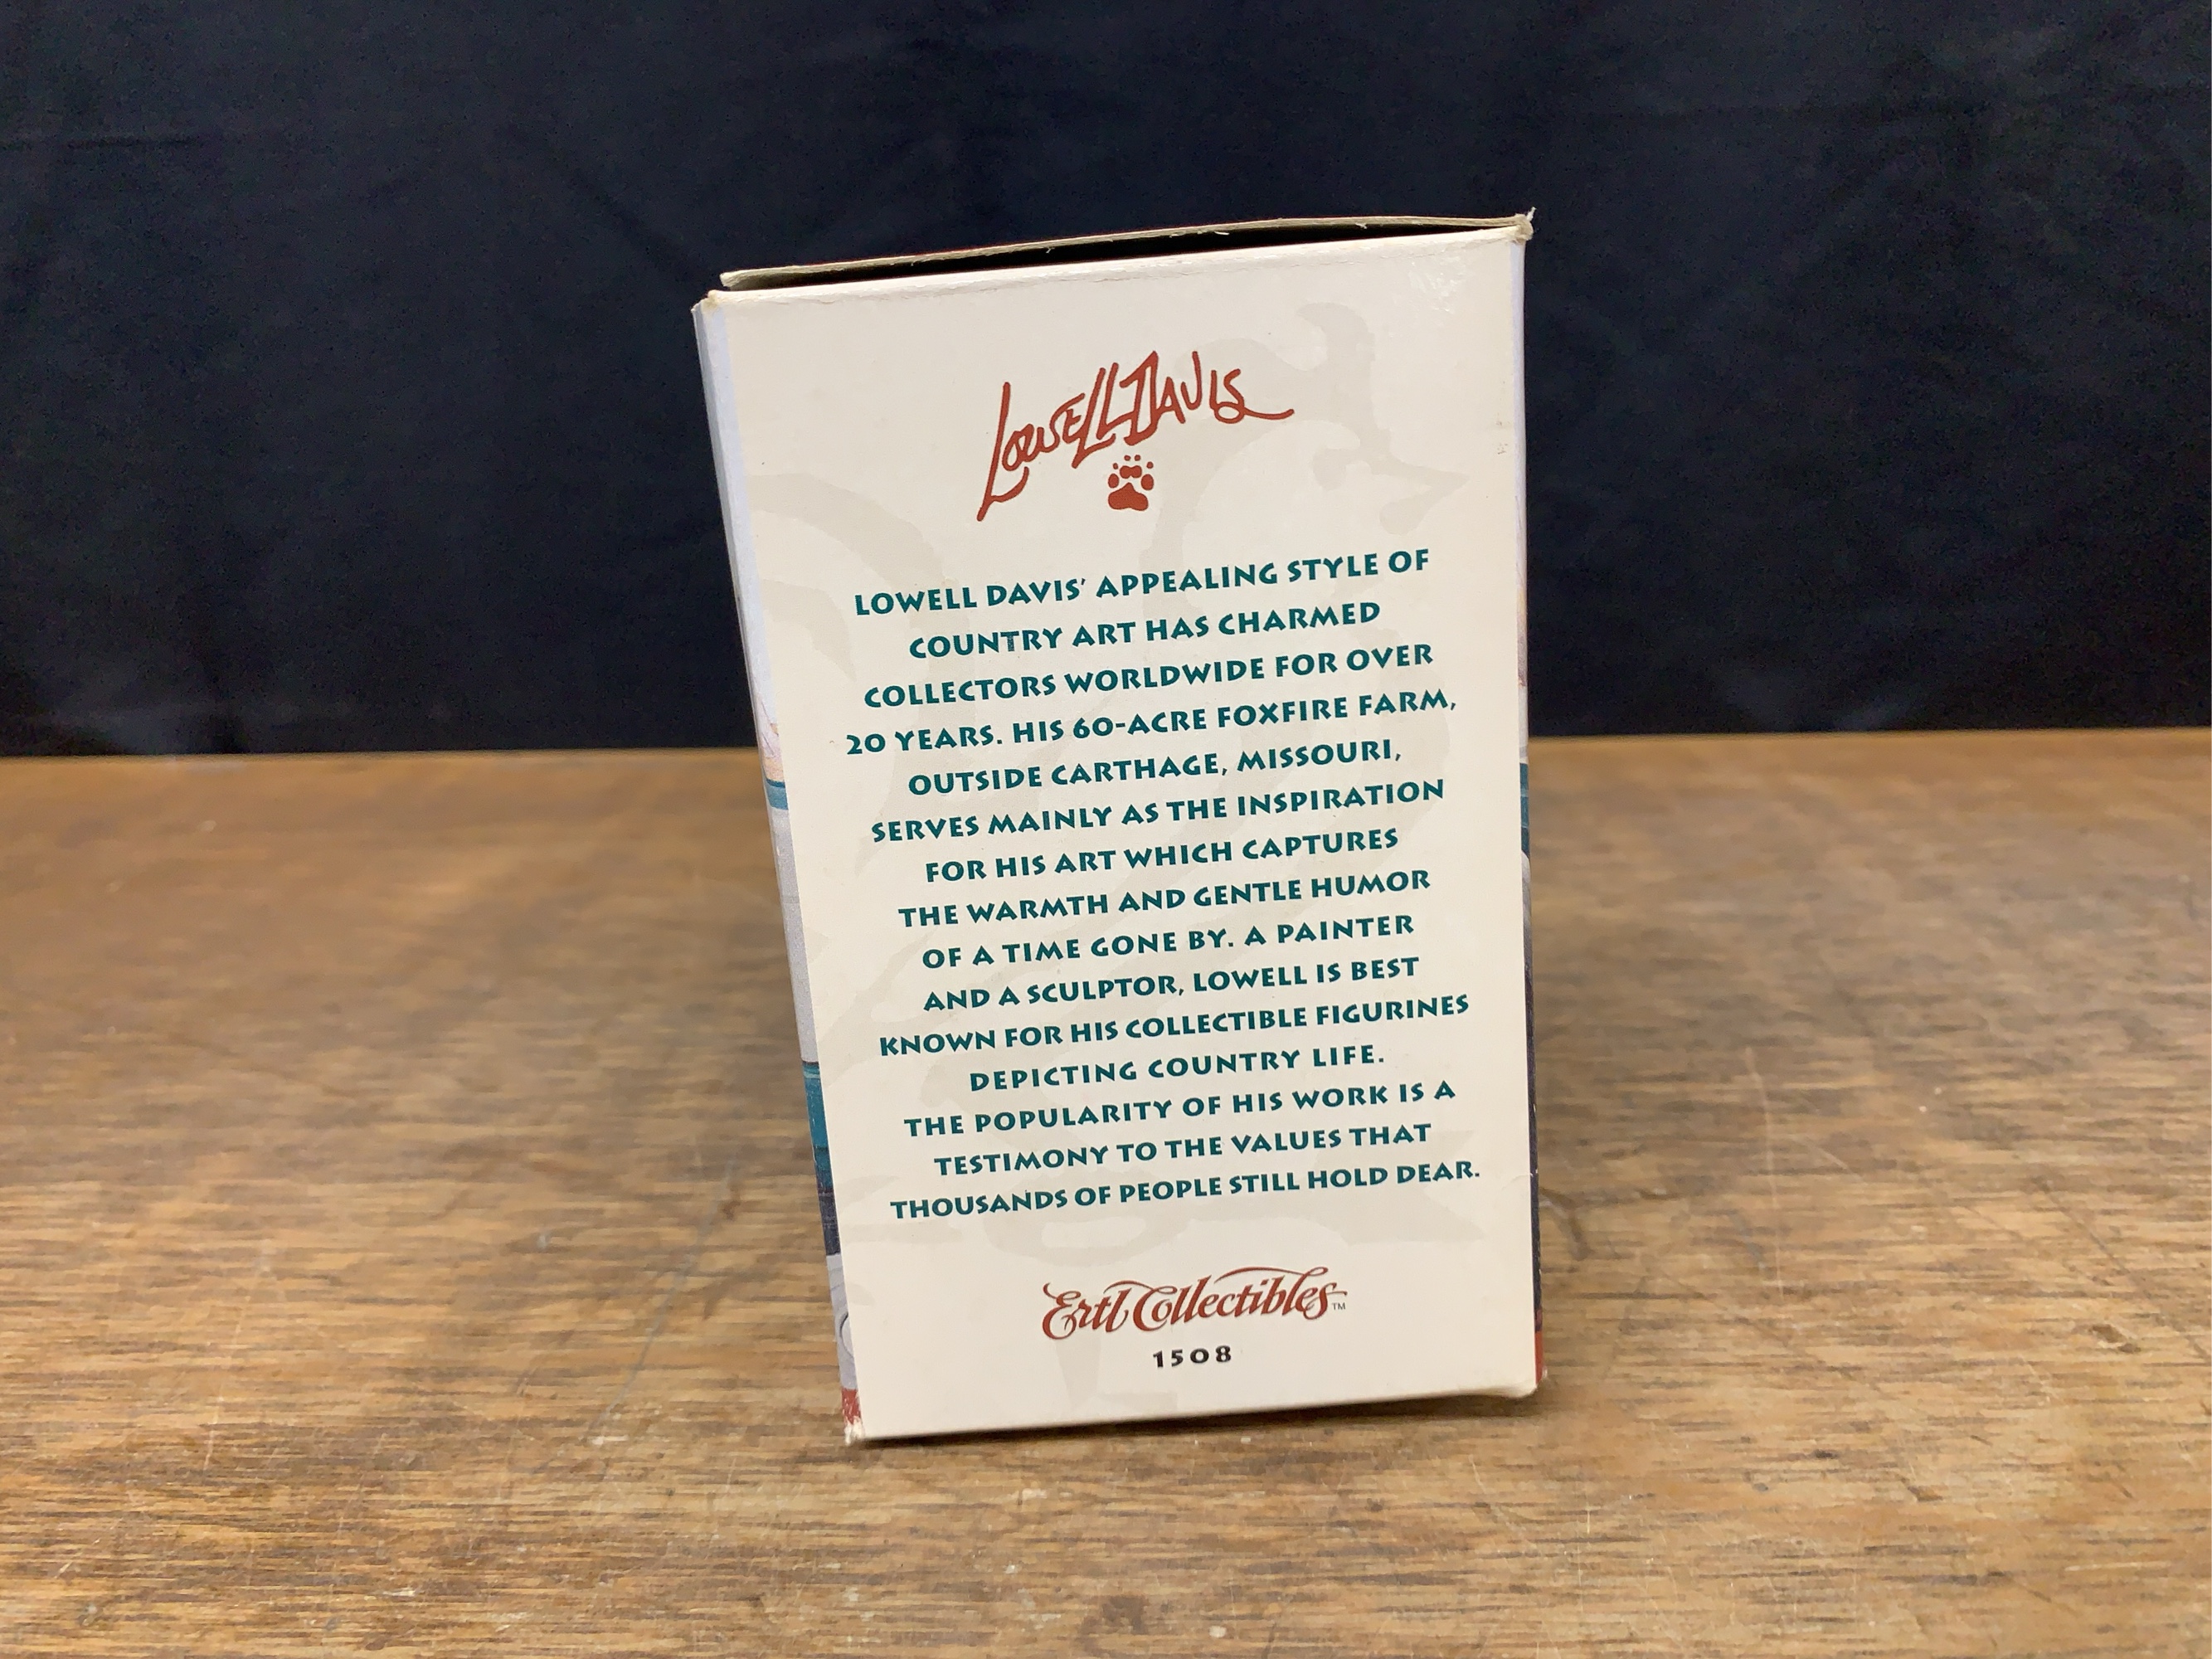 LOWELL DAVIS
LOWELL DAVIS' APPEALING STYLE OF
COUNTRY ART HAS CHARMED
COLLECTORS WORLDWIDE FOR OVER
20 YEARS. HIS 60-ACRE FOXFIRE FARM,
OUTSIDE CARTHAGE, MISSOURI,
SERVES MAINLY AS THE INSPIRATION
FOR HIS ART WHICH CAPTURES
THE WARMTH AND GENTLE HUMOR
OF A TIME GONE BY. A PAINTER
AND A SCULPTOR, LOWELL IS BEST
KNOWN FOR HIS COLLECTIBLE FIGURINES
DEPICTING COUNTRY LIFE.
THE POPULARITY OF HIS WORK IS A
TESTIMONY TO THE VALUES THAT
THOUSANDS OF PEOPLE STILL HOLD DEAR.
Ertl Collectibles™
1508